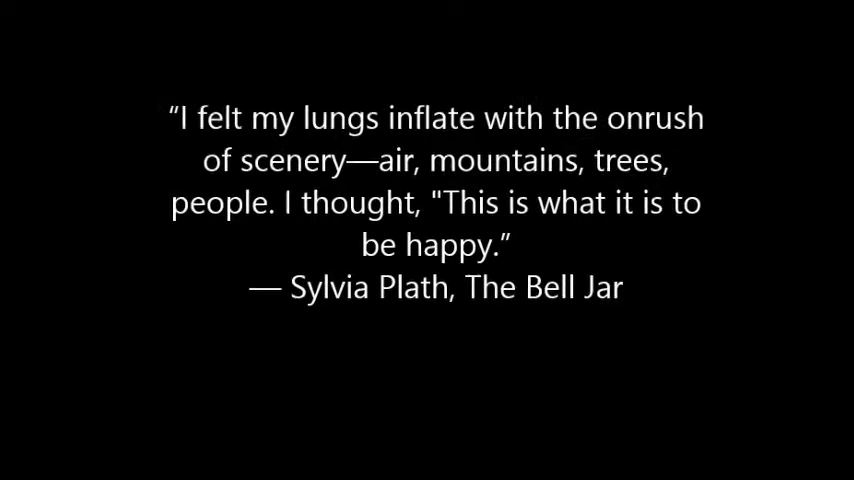 “I felt my lungs inflate with the onrush
of scenery—air, mountains, trees,
people. I thought, "This is what it is to
be happy.”
— Sylvia Plath, The Bell Jar